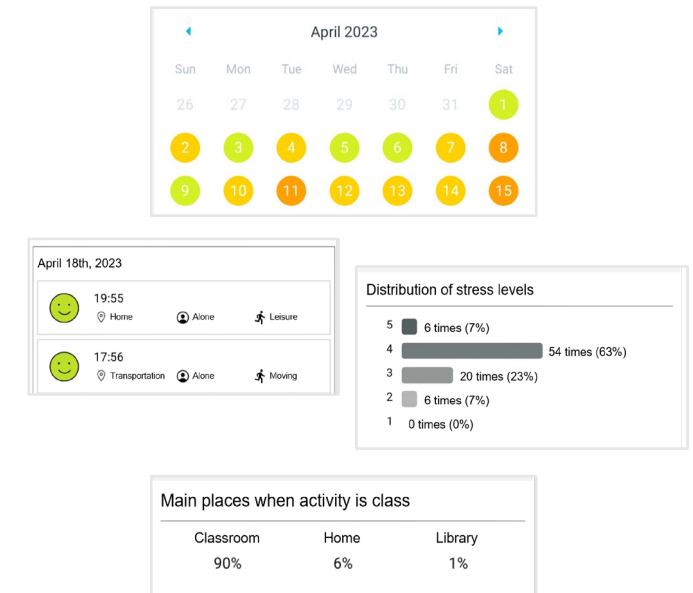 April 2023
Sun Mon Tue Wed Thu Fri Sat
26 27 28 29 30 31 1
2 3 4 5 6 7 8
9 10 11 12 13 14 15
April 18th, 2023
19:55
Home Alone Leisure
17:56
Transportation Alone Moving
Distribution of stress levels
5 6 times (7%)
4 54 times (63%)
3 20 times (23%)
2 6 times (7%)
1 0 times (0%)
Main places when activity is class
Classroom Home Library
90% 6% 1%